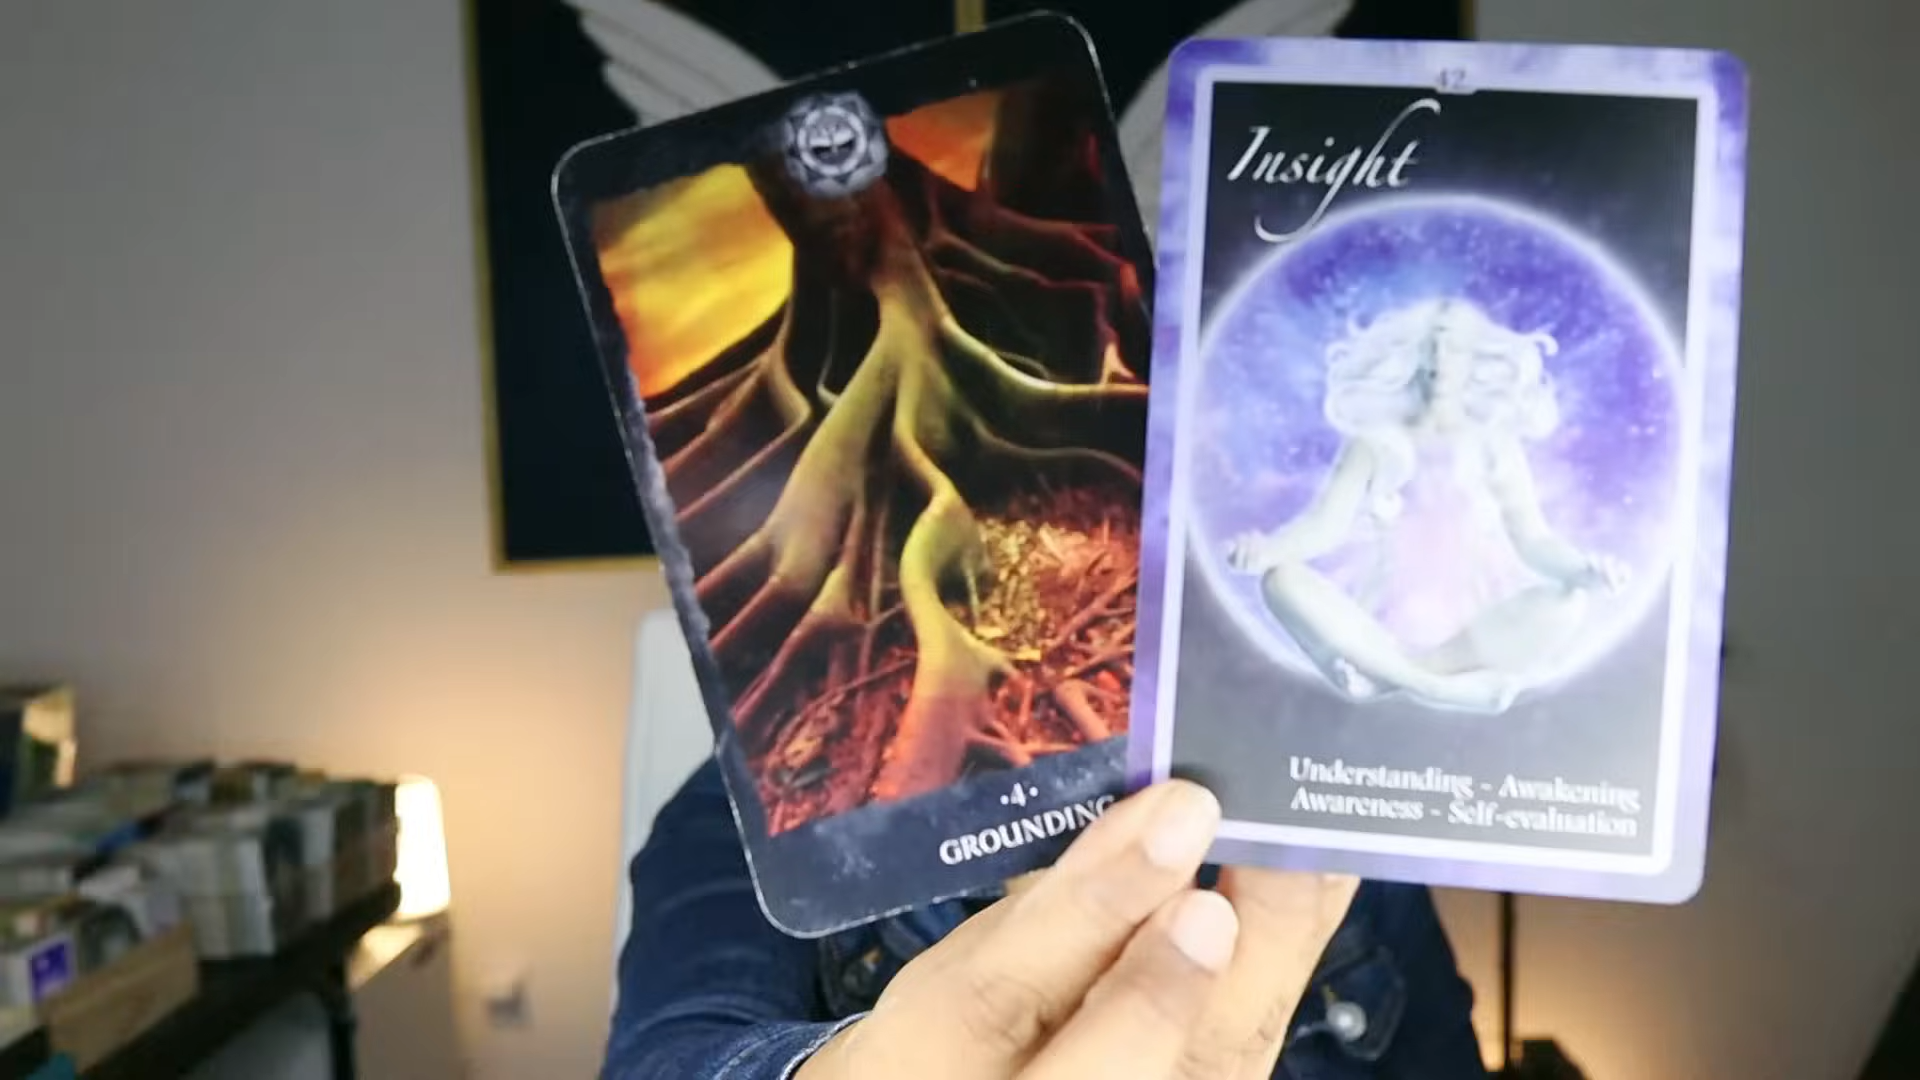 ·4·
GROUNDING
42
Insight
Understanding - Awakening
Awareness - Self-evaluation